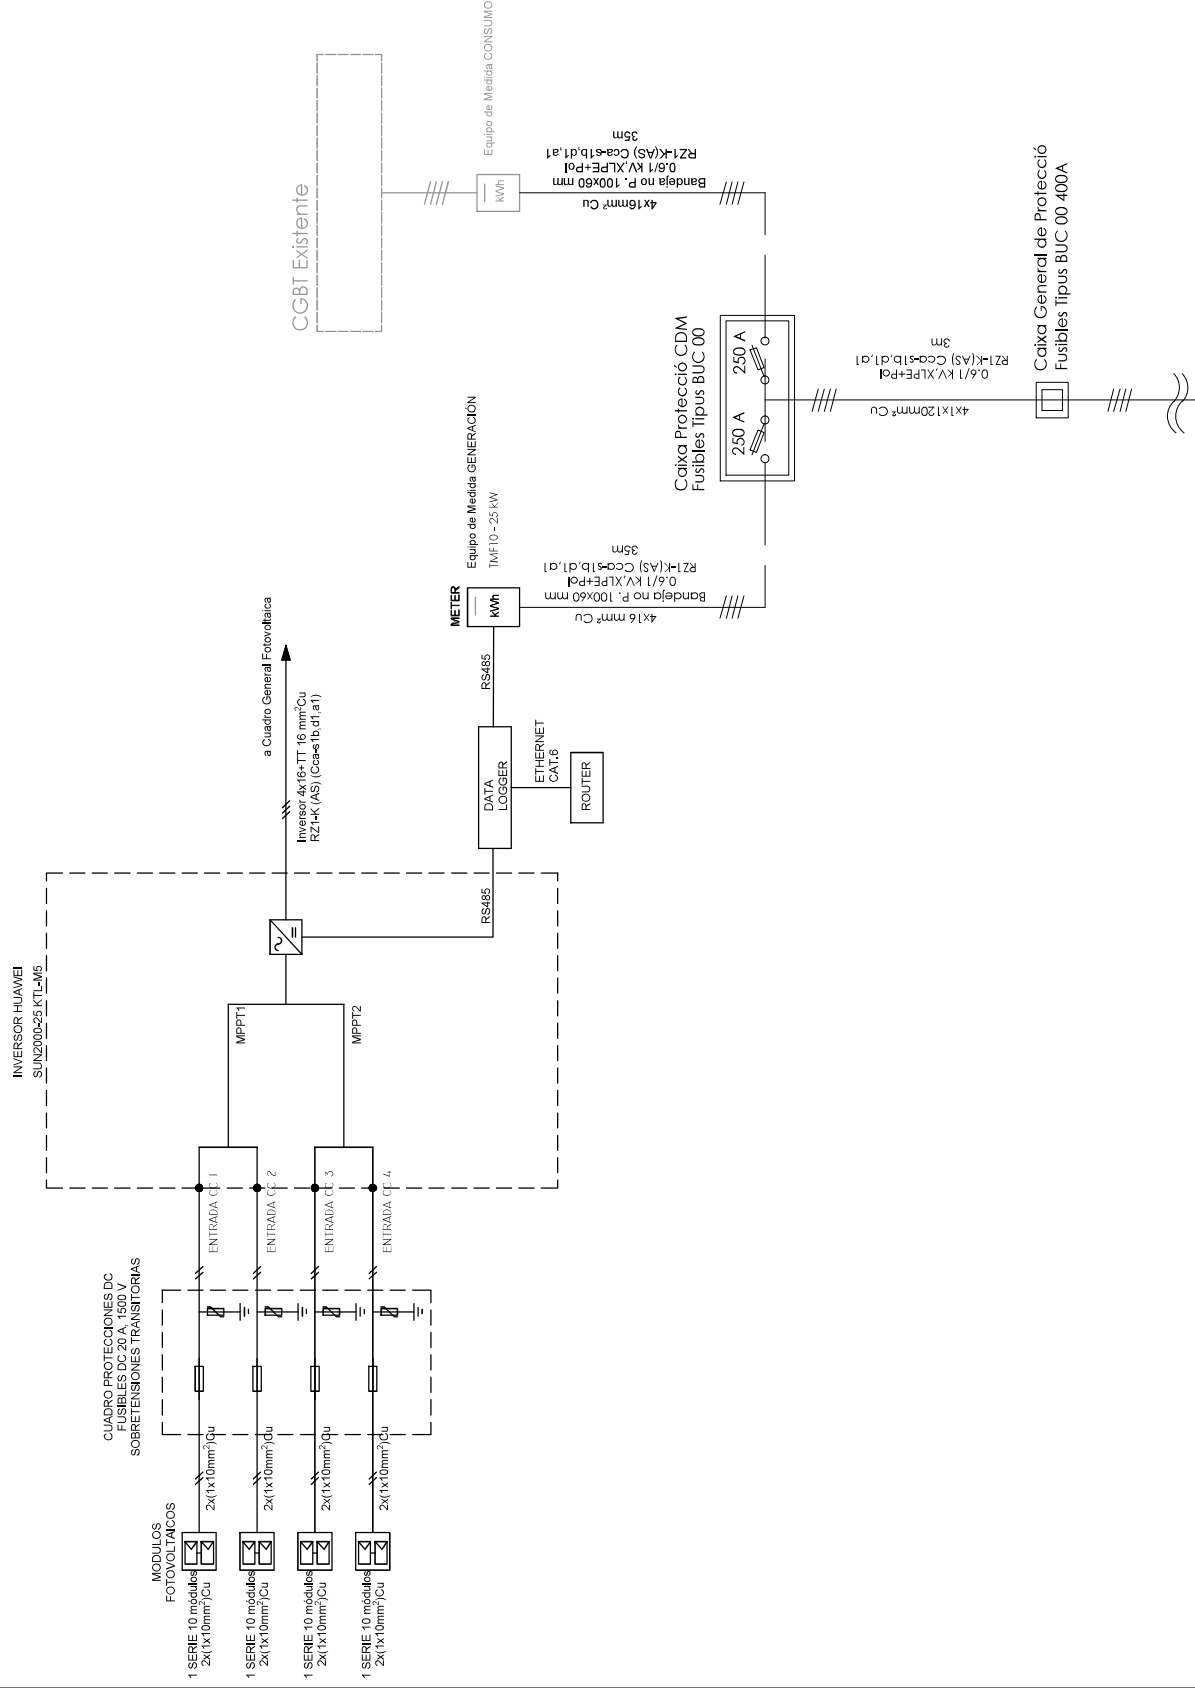 MODULOS
FOTOVOLTAICOS
1 SERIE 10 módulos
2x(1x10mm²)Cu
1 SERIE 10 módulos
2x(1x10mm²)Cu
1 SERIE 10 módulos
2x(1x10mm²)Cu
1 SERIE 10 módulos
2x(1x10mm²)Cu
2x(1x10mm²)Cu
2x(1x10mm²)Cu
2x(1x10mm²)Cu
2x(1x10mm²)Cu
CUADRO PROTECCIONES DC
FUSIBLES DC 20 A, 1500 V
SOBRETENSIONES TRANSITORIAS
ENTRADA CC 1
ENTRADA CC 2
ENTRADA CC 3
ENTRADA CC 4
INVERSOR HUAWEI
SUN2000-25 KTL-M5
MPPT1
MPPT2
RS485
a Cuadro General Fotovoltaica
Inversor 4x16+TT 16 mm²Cu
RZ1-K (AS) (Cca-s1b,d1,a1)
DATA
LOGGER
ETHERNET
CAT.6
ROUTER
RS485
METER
kWh
Equipo de Medida GENERACIÓN
TMF10 - 25 kW
4x16 mm² Cu
Bandeja no P. 100x60 mm
0.6/1 kV,XLPE+Pol
RZ1-K(AS) Cca-s1b,d1,a1
35m
Caixa Protecció CDM
Fusibles Tipus BUC 00
250 A
250 A
CGBT Existente
kWh
Equipo de Medida CONSUMO
4x16mm² Cu
Bandeja no P. 100x60 mm
0.6/1 kV,XLPE+Pol
RZ1-K(AS) Cca-s1b,d1,a1
35m
4x1x120mm² Cu
0.6/1 kV,XLPE+Pol
RZ1-K(AS) Cca-s1b,d1,a1
3m
Caixa General de Protecció
Fusibles Tipus BUC 00 400A